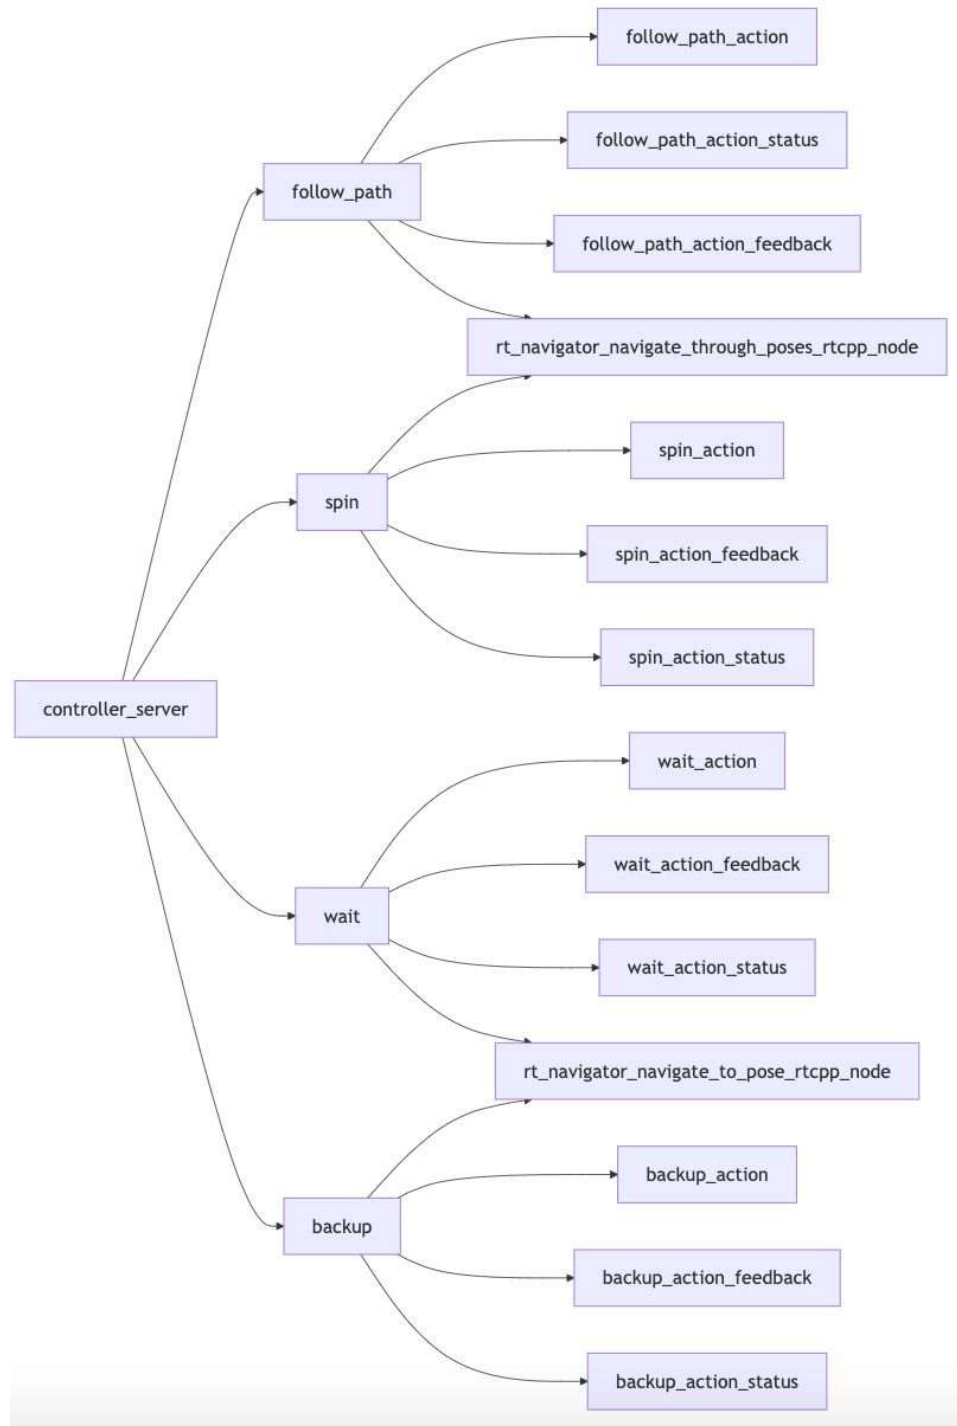 follow_path_action
follow_path_action_status
follow_path
follow_path_action_feedback
rt_navigator_navigate_through_poses_rtcpp_node
spin_action
spin
spin_action_feedback
spin_action_status
controller_server
wait_action
wait_action_feedback
wait
wait_action_status
rt_navigator_navigate_to_pose_rtcpp_node
backup_action
backup
backup_action_feedback
backup_action_status